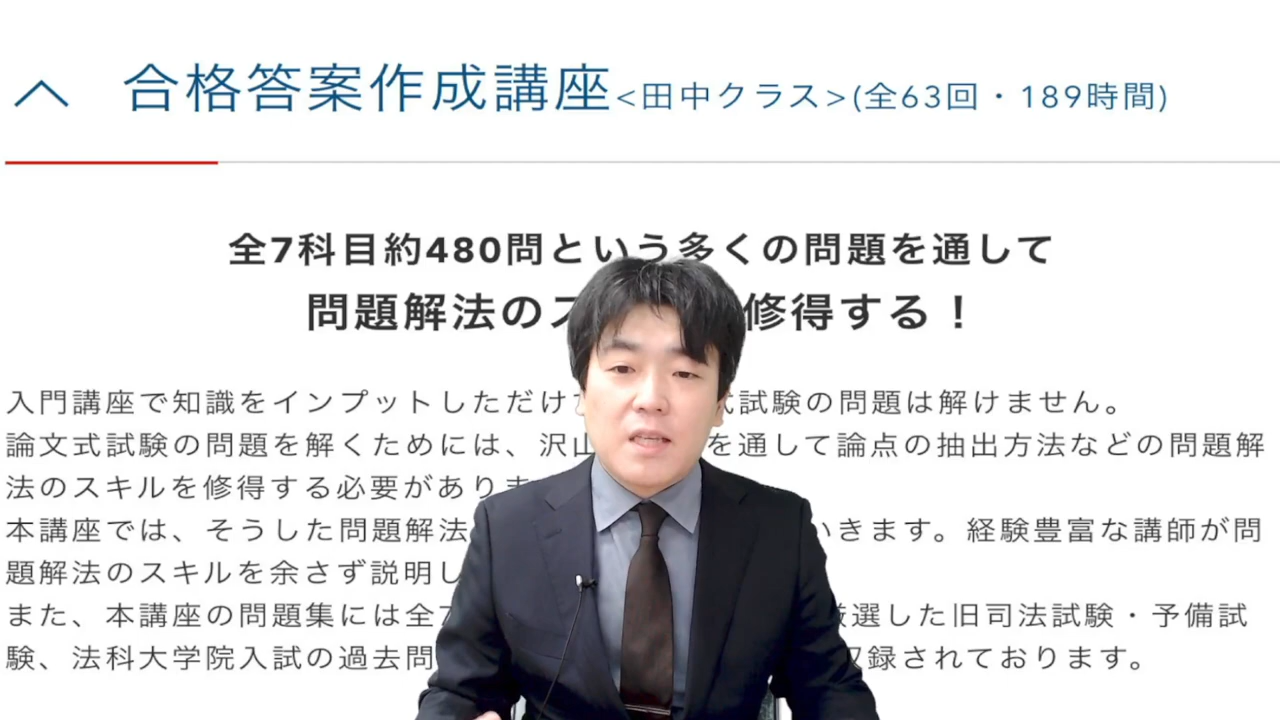 合格答案作成講座<田中クラス>(全63回・189時間)
全7科目約480問という多くの問題を通して
問題解法のス 修得する！
入門講座で知識をインプットしただけ 試験の問題は解けません。
論文式試験の問題を解くためには、沢山 を通して論点の抽出方法などの問題解
法のスキルを修得する必要があります
本講座では、そうした問題解法 いきます。経験豊富な講師が問
題解法のスキルを余さず説明し
また、本講座の問題集には全7 厳選した旧司法試験・予備試
験、法科大学院入試の過去問 収録されております。